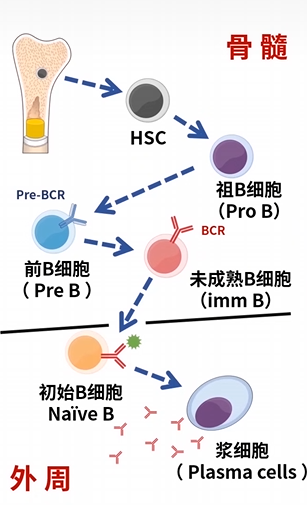 骨髓
HSC
祖B细胞
（Pro B）
Pre-BCR
BCR
前B细胞
（ Pre B ）
未成熟B细胞
（imm B）
初始B细胞
Naïve B
浆细胞
（ Plasma cells ）
外周